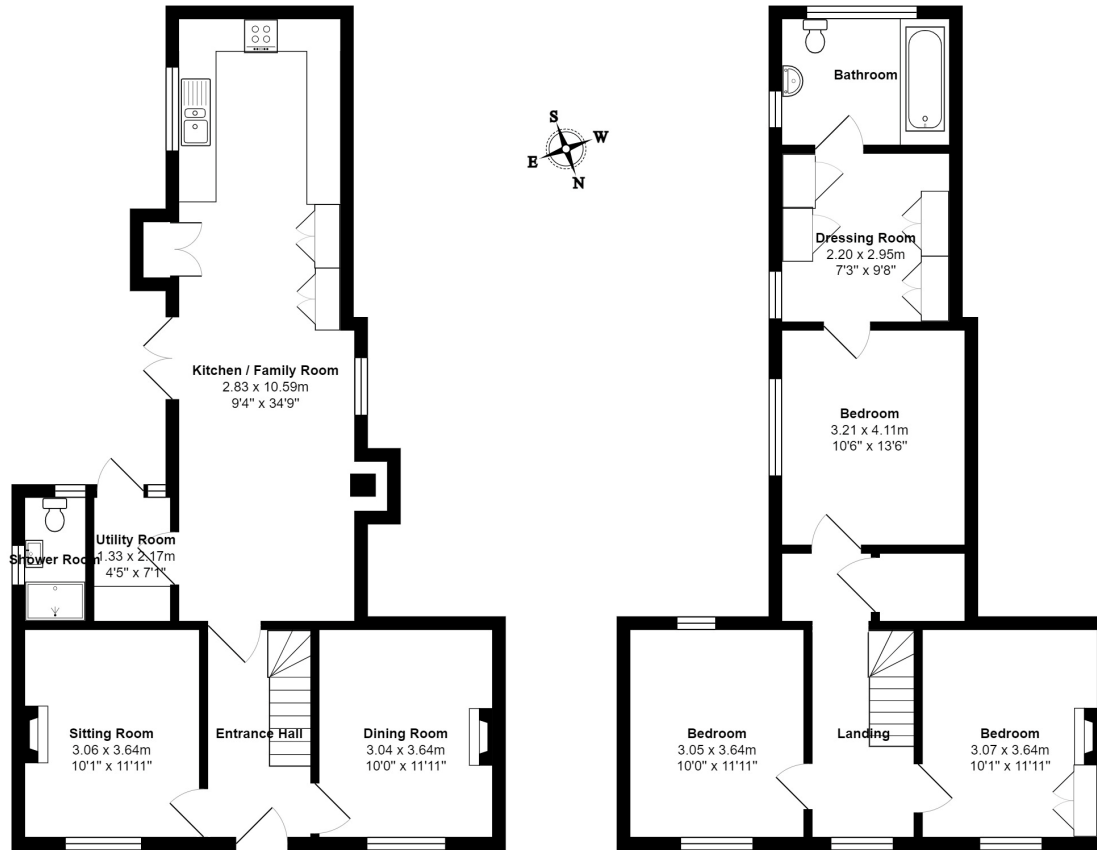 Bathroom
S
W
E
N
Dressing Room
2.20 x 2.95m
7'3" x 9'8"
Kitchen / Family Room
2.83 x 10.59m
9'4" x 34'9"
Bedroom
3.21 x 4.11m
10'6" x 13'6"
Shower Room
Utility Room
1.33 x 2.17m
4'5" x 7'1"
Sitting Room
3.06 x 3.64m
10'1" x 11'11"
Entrance Hall
Dining Room
3.04 x 3.64m
10'0" x 11'11"
Bedroom
3.05 x 3.64m
10'0" x 11'11"
Landing
Bedroom
3.07 x 3.64m
10'1" x 11'11"